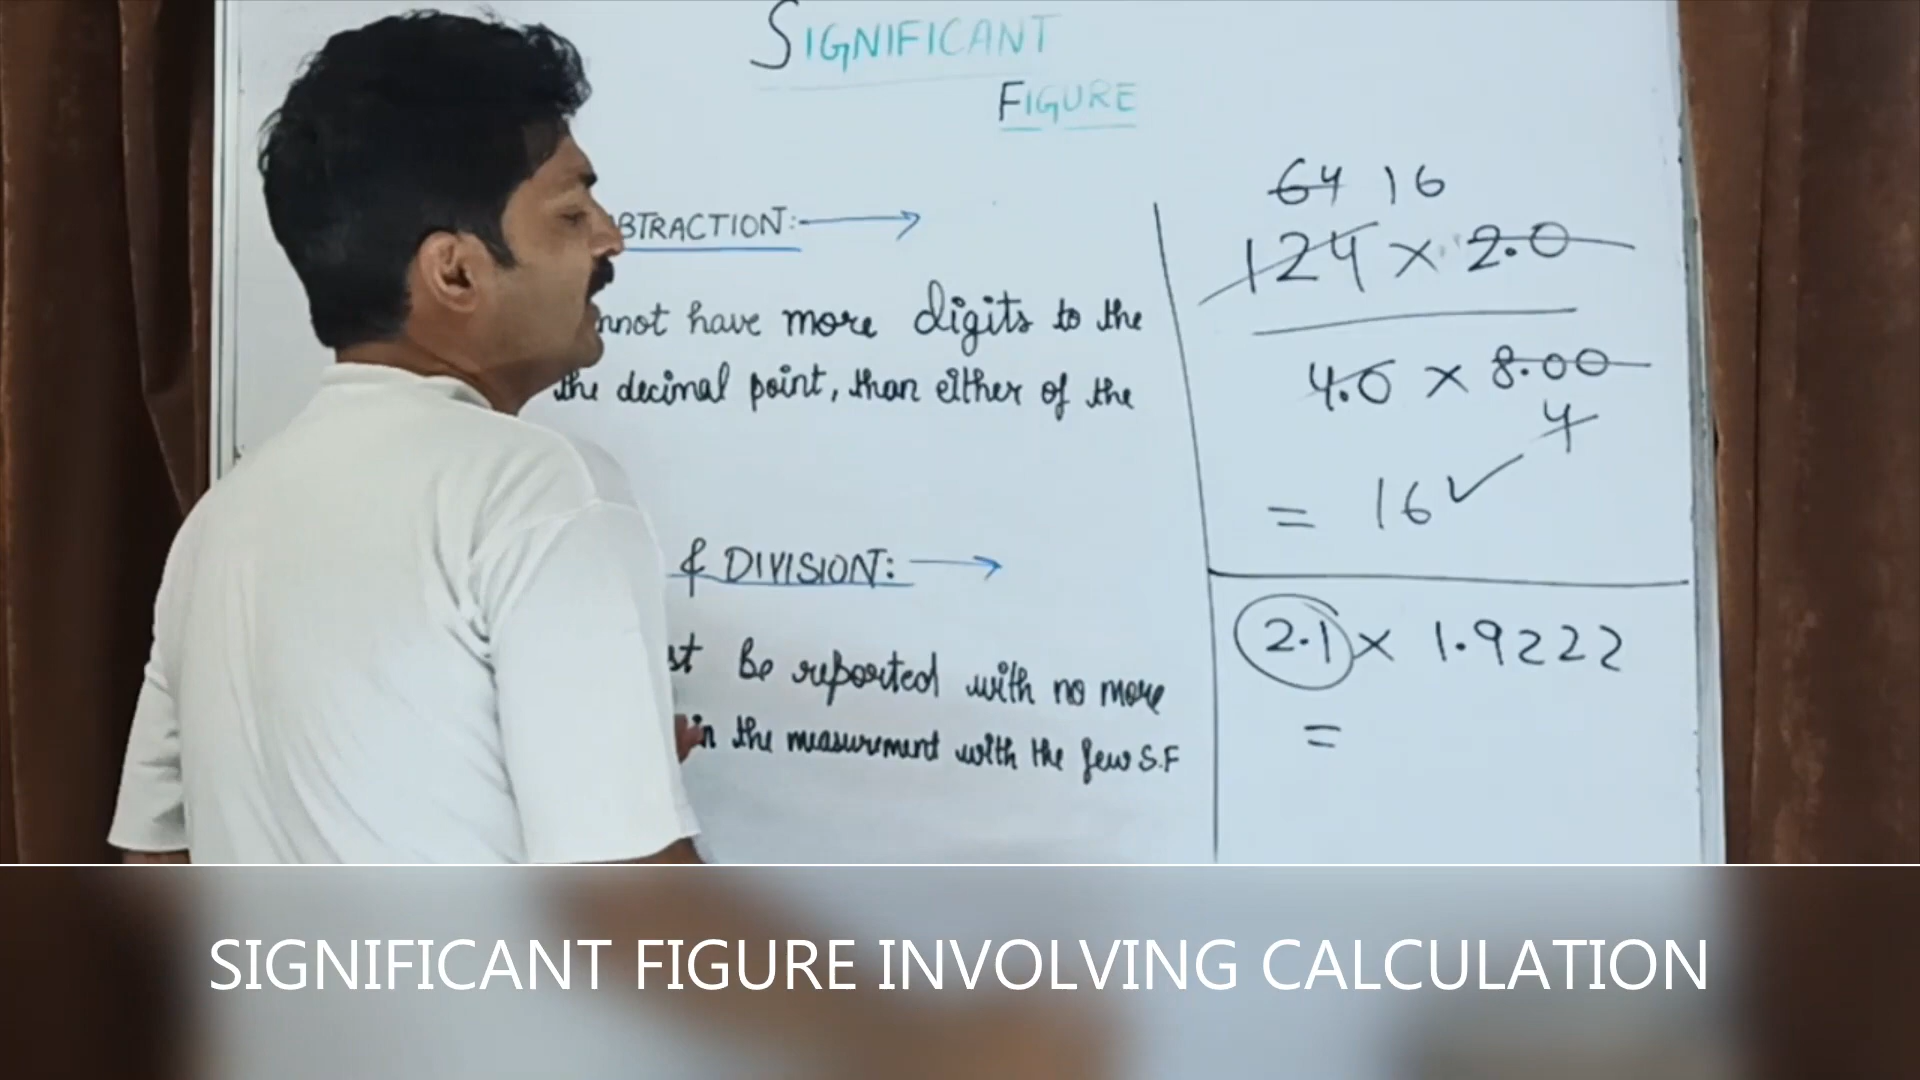 SIGNIFICANT
FIGURE
BTRACTION:
nnot have more digits to the
the decimal point, than either of the
& DIVISION:
st Be reported with no more
in the measurement with the few S.F
64 16
124 × 2.0
4.0 × 8.00
4
= 16 ✓
2.1 × 1.9222
=
SIGNIFICANT FIGURE INVOLVING CALCULATION